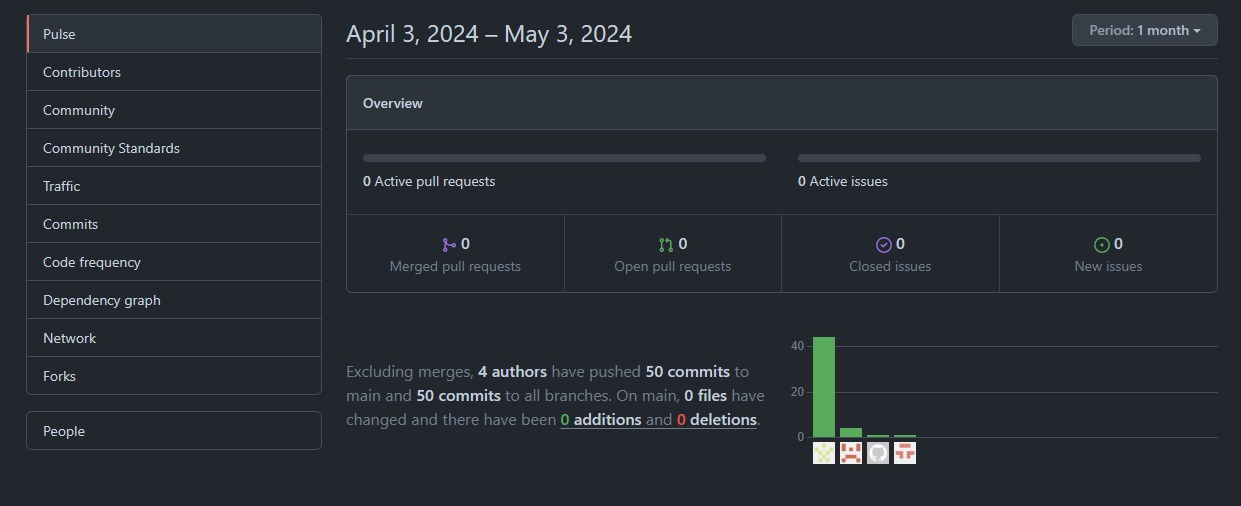 Pulse
Contributors
Community
Community Standards
Traffic
Commits
Code frequency
Dependency graph
Network
Forks
People
April 3, 2024 – May 3, 2024
Period: 1 month
Overview
0 Active pull requests
0 Active issues
0
Merged pull requests
0
Open pull requests
0
Closed issues
0
New issues
Excluding merges, 4 authors have pushed 50 commits to
main and 50 commits to all branches. On main, 0 files have
changed and there have been 0 additions and 0 deletions.
40
20
0